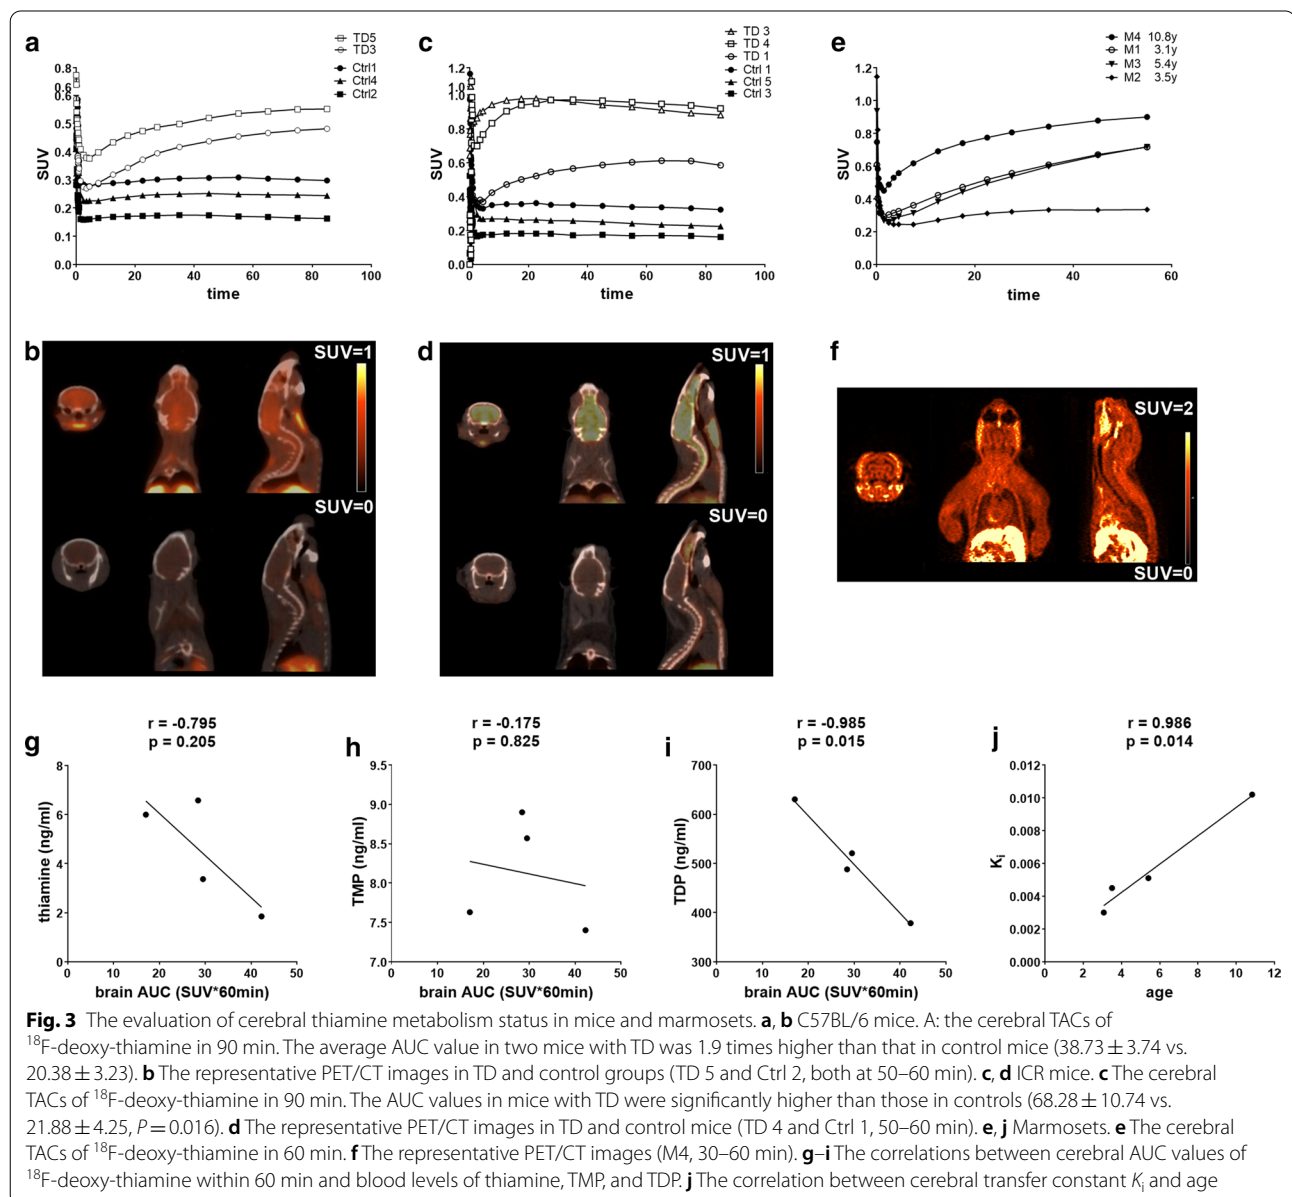 a
TD5
TD3
Ctrl1
Ctrl4
Ctrl2
0.8
0.7
0.6
0.6
0.5
0.4
0.3
0.2
0.1
0.0
SUV
0 20 40 60 80 100
time
c
TD 3
TD 4
TD 1
Ctrl 1
Ctrl 5
Ctrl 3
1.2
1.0
0.8
0.6
0.4
0.2
0.0
SUV
0 20 40 60 80 100
time
e
M4 10.8y
M1 3.1y
M3 5.4y
M2 3.5y
1.2
1.0
0.8
0.6
0.4
0.2
0.0
SUV
0 20 40 60
time
b
SUV=1
SUV=0
d
SUV=1
SUV=0
f
SUV=2
SUV=0
g
r = -0.795
p = 0.205
8
6
4
2
0
thiamine (ng/ml)
0 10 20 30 40 50
brain AUC (SUV*60min)
h
r = -0.175
p = 0.825
9.5
9.0
8.5
8.0
7.5
7.0
TMP (ng/ml)
0 10 20 30 40 50
brain AUC (SUV*60min)
i
r = -0.985
p = 0.015
700
600
500
400
300
TDP (ng/ml)
0 10 20 30 40 50
brain AUC (SUV*60min)
j
r = 0.986
p = 0.014
0.012
0.010
0.008
0.006
0.004
0.002
0.000
Ki
0 2 4 6 8 10 12
age
Fig. 3 The evaluation of cerebral thiamine metabolism status in mice and marmosets. a, b C57BL/6 mice. A: the cerebral TACs of
18F-deoxy-thiamine in 90 min. The average AUC value in two mice with TD was 1.9 times higher than that in control mice (38.73 ± 3.74 vs.
20.38 ± 3.23). b The representative PET/CT images in TD and control groups (TD 5 and Ctrl 2, both at 50–60 min). c, d ICR mice. c The cerebral
TACs of 18F-deoxy-thiamine in 90 min. The AUC values in mice with TD were significantly higher than those in controls (68.28 ± 10.74 vs.
21.88 ± 4.25, P = 0.016). d The representative PET/CT images in TD and control mice (TD 4 and Ctrl 1, 50–60 min). e, j Marmosets. e The cerebral
TACs of 18F-deoxy-thiamine in 60 min. f The representative PET/CT images (M4, 30–60 min). g–i The correlations between cerebral AUC values of
18F-deoxy-thiamine within 60 min and blood levels of thiamine, TMP, and TDP. j The correlation between cerebral transfer constant Ki and age